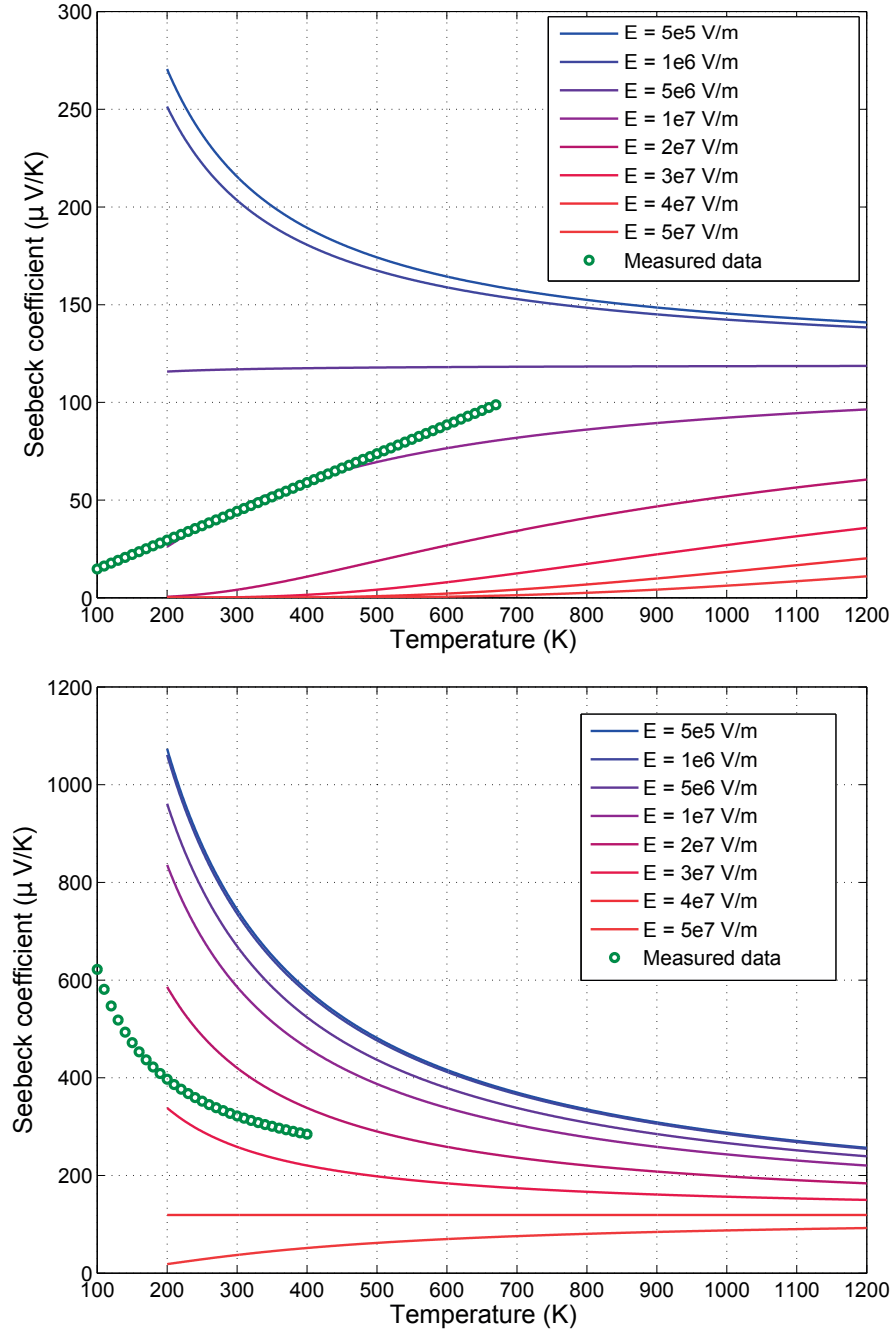 300
250
200
150
100
50
0
Seebeck coefficient (μ V/K)
E = 5e5 V/m
E = 1e6 V/m
E = 5e6 V/m
E = 1e7 V/m
E = 2e7 V/m
E = 3e7 V/m
E = 4e7 V/m
E = 5e7 V/m
Measured data
100 200 300 400 500 600 700 800 900 1000 1100 1200
Temperature (K)
1200
1000
800
600
400
200
0
Seebeck coefficient (μ V/K)
E = 5e5 V/m
E = 1e6 V/m
E = 5e6 V/m
E = 1e7 V/m
E = 2e7 V/m
E = 3e7 V/m
E = 4e7 V/m
E = 5e7 V/m
Measured data
100 200 300 400 500 600 700 800 900 1000 1100 1200
Temperature (K)